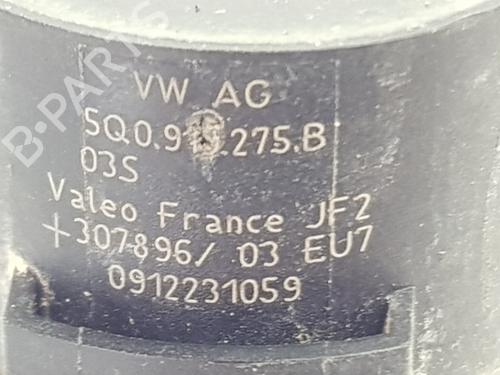 B-PARTS
VW AG
03S
Valeo France JF2
+307896/ 03 EU7
0912231059